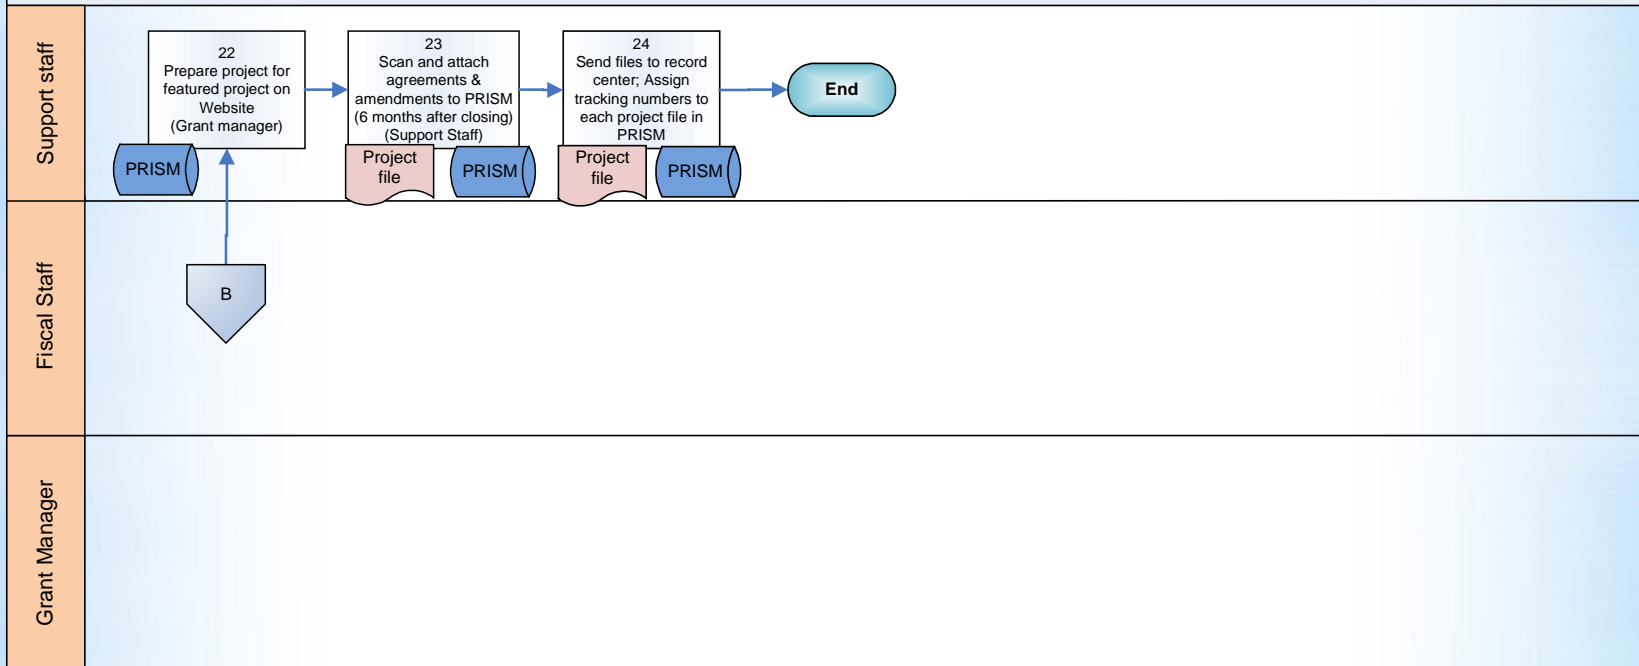 Support staff
22
Prepare project for
featured project on
Website
(Grant manager)
PRISM
23
Scan and attach
agreements &
amendments to PRISM
(6 months after closing)
(Support Staff)
Project
file
PRISM
24
Send files to record
center; Assign
tracking numbers to
each project file in
PRISM
Project
file
PRISM
End
Fiscal Staff
B
Grant Manager